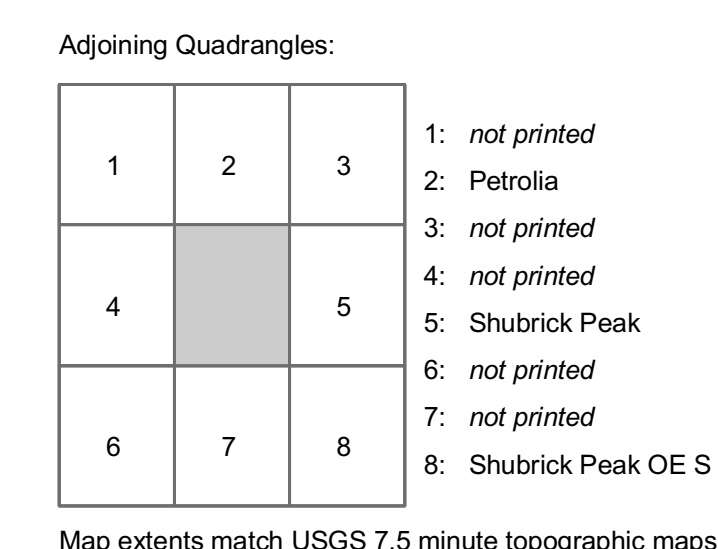 Adjoining Quadrangles:
1 2 3
4 5
6 7 8
1: not printed
2: Petrolia
3: not printed
4: not printed
5: Shubrick Peak
6: not printed
7: not printed
8: Shubrick Peak OE S
Map extents match USGS 7.5 minute topographic maps